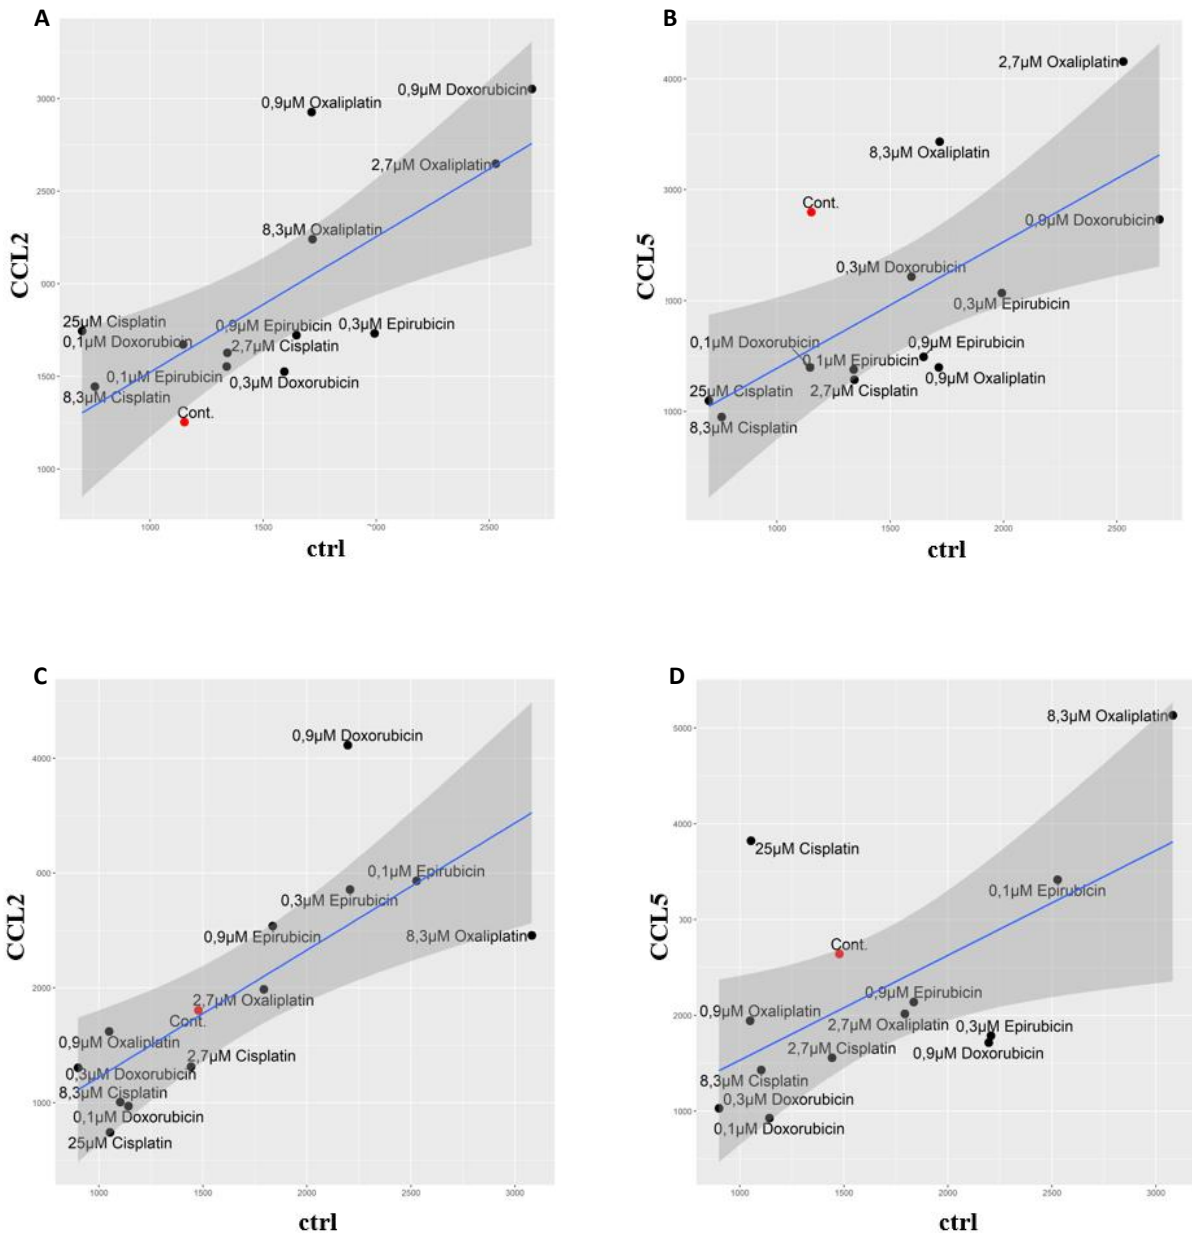 A
CCL2
3000
2500
000
1500
1000
0,9µM Doxorubicin
0,9µM Oxaliplatin
2,7µM Oxaliplatin
8,3µM Oxaliplatin
25µM Cisplatin
0,9µM Epirubicin
0,3µM Epirubicin
0,1µM Doxorubicin
2,7µM Cisplatin
0,1µM Epirubicin
0,3µM Doxorubicin
8,3µM Cisplatin
Cont.
1000 1500 2000 2500
ctrl
B
CCL5
4000
3000
2000
1000
2,7µM Oxaliplatin
8,3µM Oxaliplatin
Cont.
0,9µM Doxorubicin
0,3µM Doxorubicin
0,3µM Epirubicin
0,1µM Doxorubicin
0,9µM Epirubicin
0,1µM Epirubicin
0,9µM Oxaliplatin
25µM Cisplatin
2,7µM Cisplatin
8,3µM Cisplatin
1000 1500 2000 2500
ctrl
C
CCL2
4000
000
2000
1000
0,9µM Doxorubicin
0,1µM Epirubicin
0,3µM Epirubicin
0,9µM Epirubicin
8,3µM Oxaliplatin
2,7µM Oxaliplatin
Cont.
0,9µM Oxaliplatin
2,7µM Cisplatin
0,3µM Doxorubicin
8,3µM Cisplatin
0,1µM Doxorubicin
25µM Cisplatin
1000 1500 2000 2500 3000
ctrl
D
CCL5
5000
4000
300
2000
1000
8,3µM Oxaliplatin
25µM Cisplatin
0,1µM Epirubicin
Cont.
0,9µM Epirubicin
0,9µM Oxaliplatin
2,7µM Oxaliplatin
0,3µM Epirubicin
2,7µM Cisplatin
0,9µM Doxorubicin
8,3µM Cisplatin
0,3µM Doxorubicin
0,1µM Doxorubicin
1000 1500 2000 2500 3000
ctrl